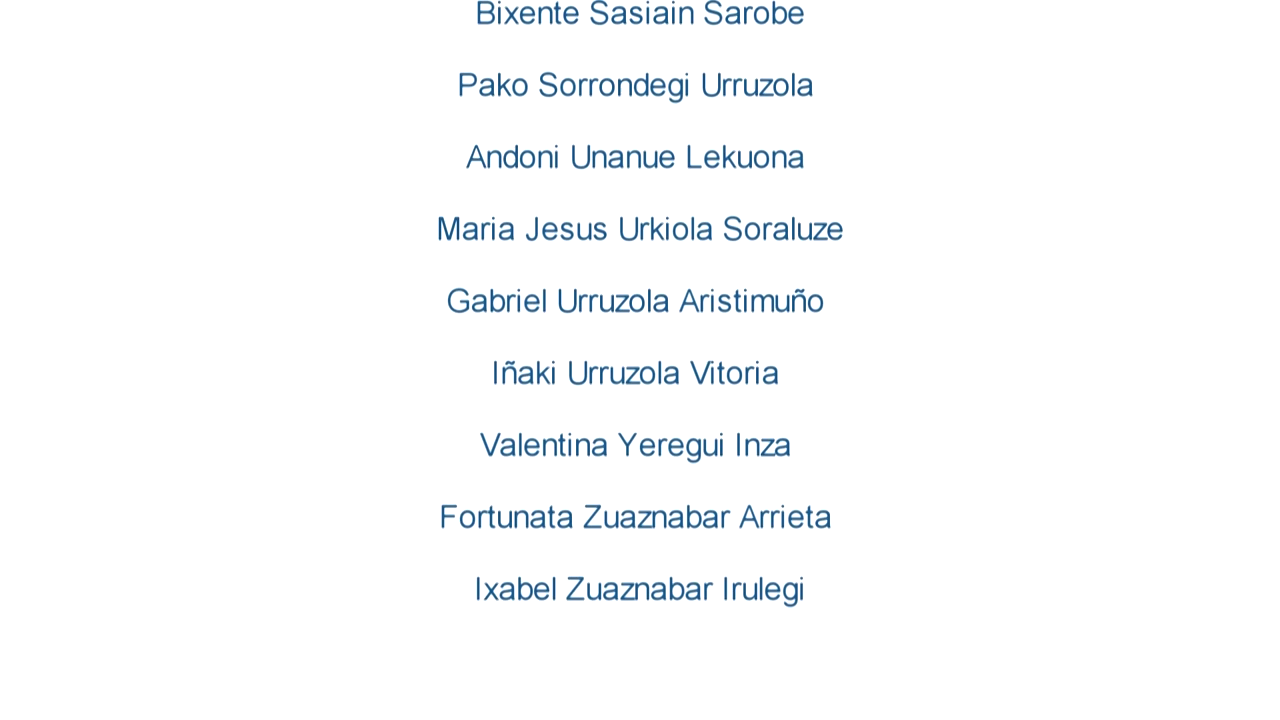 Bixente Sasiain Sarobe
Pako Sorrondegi Urruzola
Andoni Unanue Lekuona
Maria Jesus Urkiola Soraluze
Gabriel Urruzola Aristimuño
Iñaki Urruzola Vitoria
Valentina Yeregui Inza
Fortunata Zuaznabar Arrieta
Ixabel Zuaznabar Irulegi